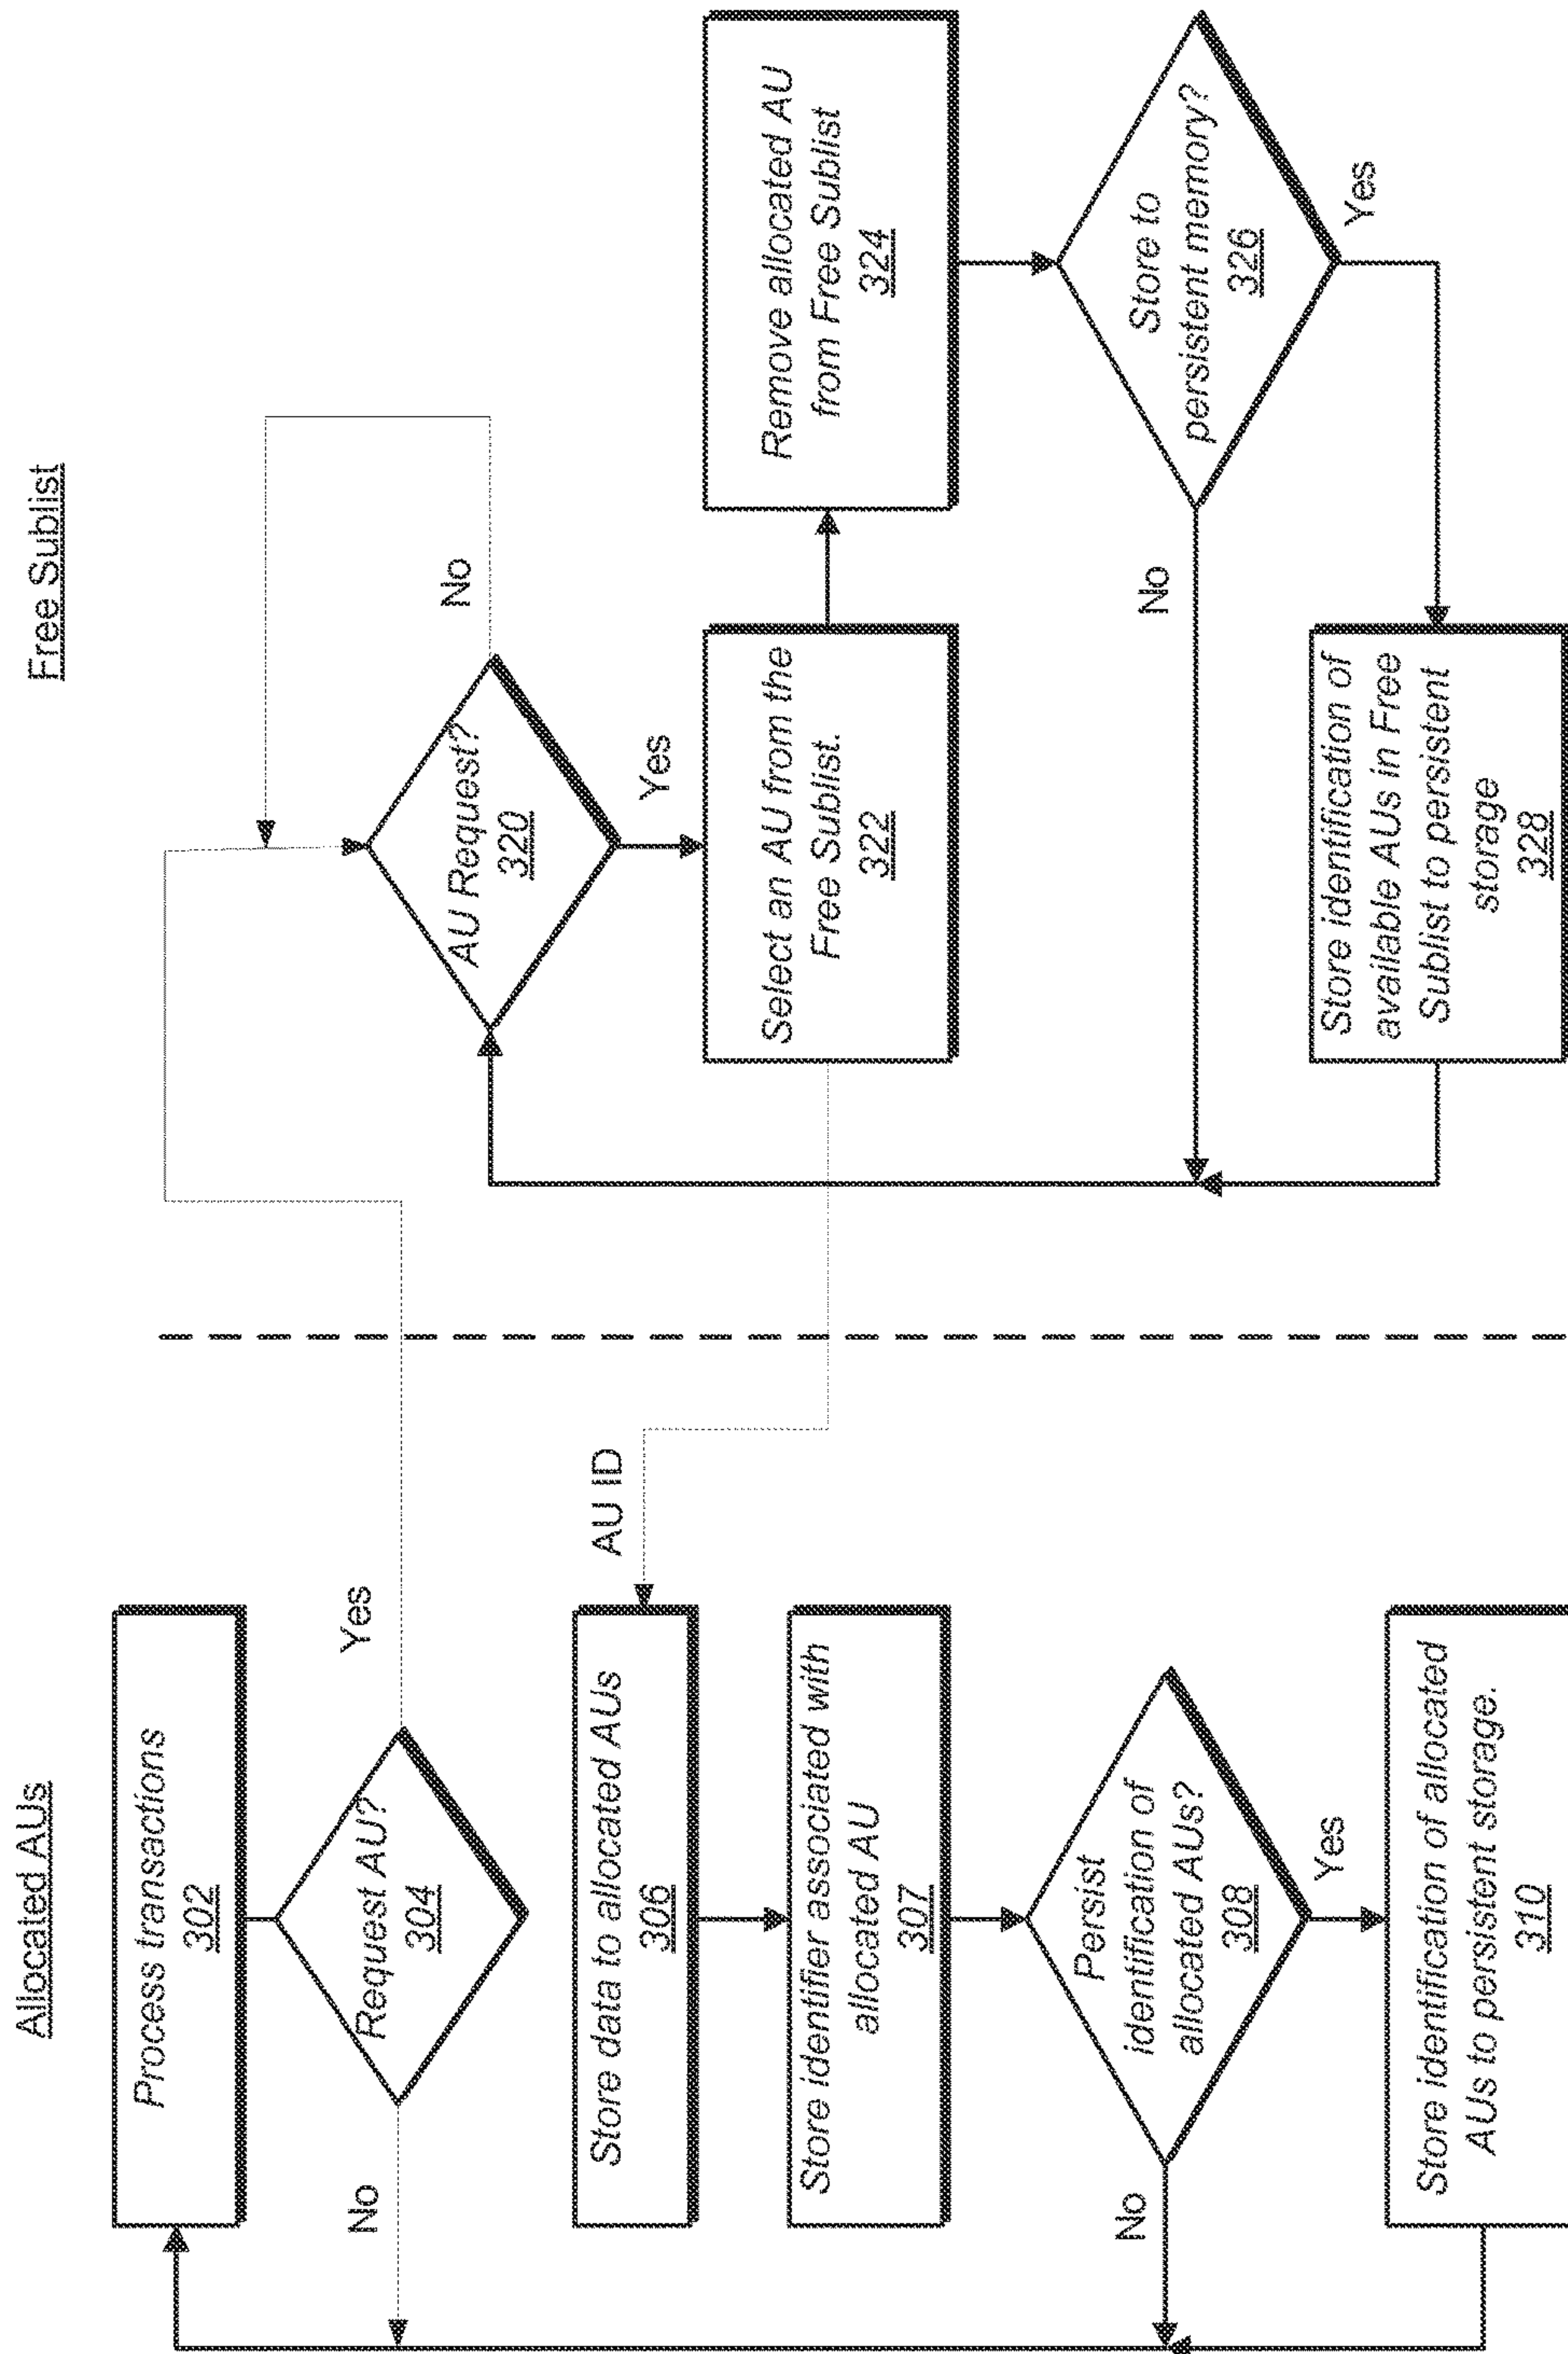 Allocated AUs
Process transactions
302
Request AU?
304
Yes
No
AU ID
Store data to allocated AUs
306
Store identifier associated with
allocated AU
307
Persist
identification of
allocated AUs?
308
No
Yes
Store identification of allocated
AUs to persistent storage.
310
Free Sublist
AU Request?
320
No
Yes
Select an AU from the
Free Sublist.
322
Remove allocated AU
from Free Sublist
324
Store to
persistent memory?
326
No
Yes
Store identification of
available AUs in Free
Sublist to persistent
storage
328